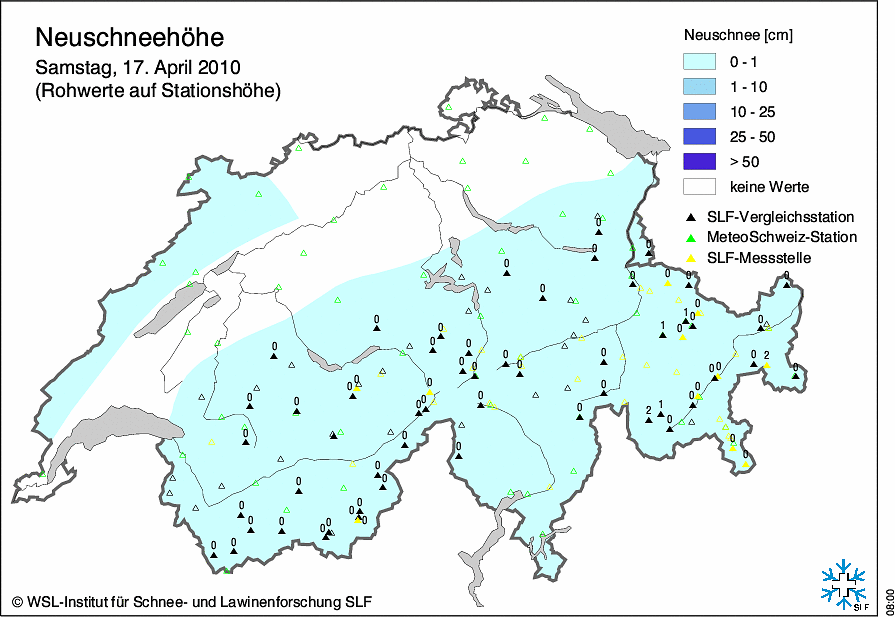 Neuschneehöhe
Samstag, 17. April 2010
(Rohwerte auf Stationshöhe)
Neuschnee [cm]
0 - 1
1 - 10
10 - 25
25 - 50
> 50
keine Werte
SLF-Vergleichsstation
MeteoSchweiz-Station
SLF-Messstelle
0
0
0 0
0
0 0 0
0 0
0 1 0
0 0 1 0 0
0 0 0
0 0 0 0 0 0 2
0 0 0 0 0 0
0 0 0 0 0 0 2 1 0
0 0 0 0
0 0
0 0
0 0 0 0 0 0 0 0
0 0
© WSL-Institut für Schnee- und Lawinenforschung SLF
SLF
08:00